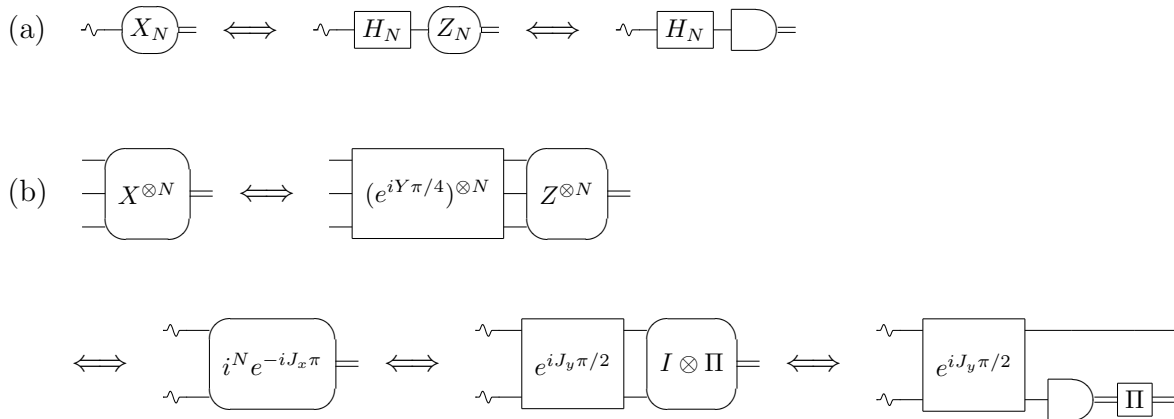 (a) X_N ⟺ H_N Z_N ⟺ H_N
(b) X^{⊗N} ⟺ (e^{iYπ/4})^{⊗N} Z^{⊗N}
⟺ i^N e^{-iJ_xπ} ⟺ e^{iJ_yπ/2} I ⊗ Π ⟺ e^{iJ_yπ/2} Π